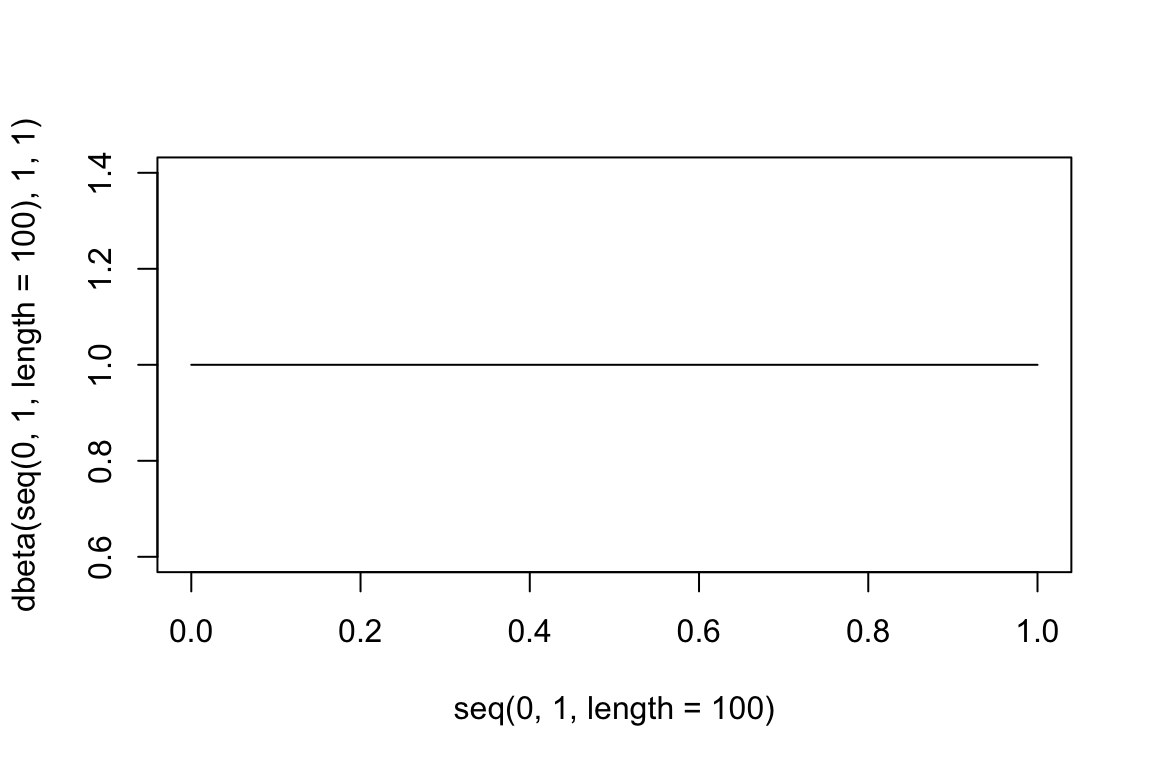 dbeta(seq(0, 1, length = 100), 1, 1)
1.4
1.2
1.0
0.8
0.6
0.0 0.2 0.4 0.6 0.8 1.0
seq(0, 1, length = 100)